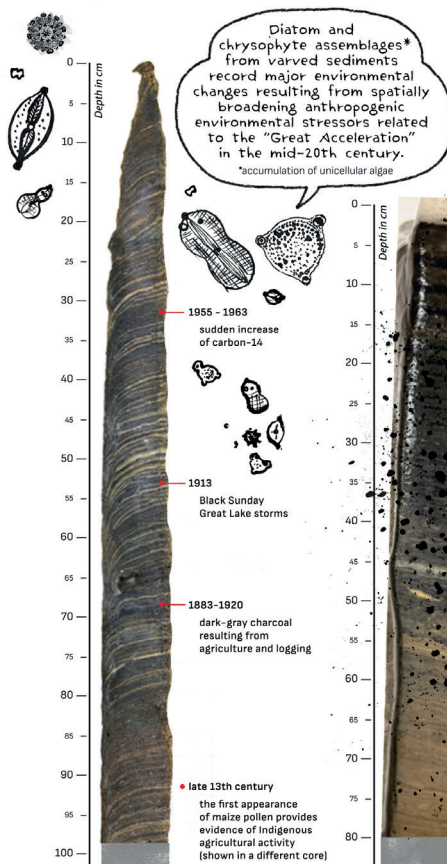 Diatom and
chrysophyte assemblages*
from varved sediments
record major environmental
changes resulting from spatially
broadening anthropogenic
environmental stressors related
to the "Great Acceleration"
in the mid-20th century.
*accumulation of unicellular algae
Depth in cm
0
5
10
15
20
25
30
35
40
45
50
55
60
65
70
75
80
85
90
95
100
1955 - 1963
sudden increase
of carbon-14
1913
Black Sunday
Great Lake storms
1883-1920
dark-gray charcoal
resulting from
agriculture and logging
late 13th century
the first appearance
of maize pollen provides
evidence of Indigenous
agricultural activity
(shown in a different core)
Depth in cm
0
5
10
15
20
25
30
35
40
45
50
60
70
80